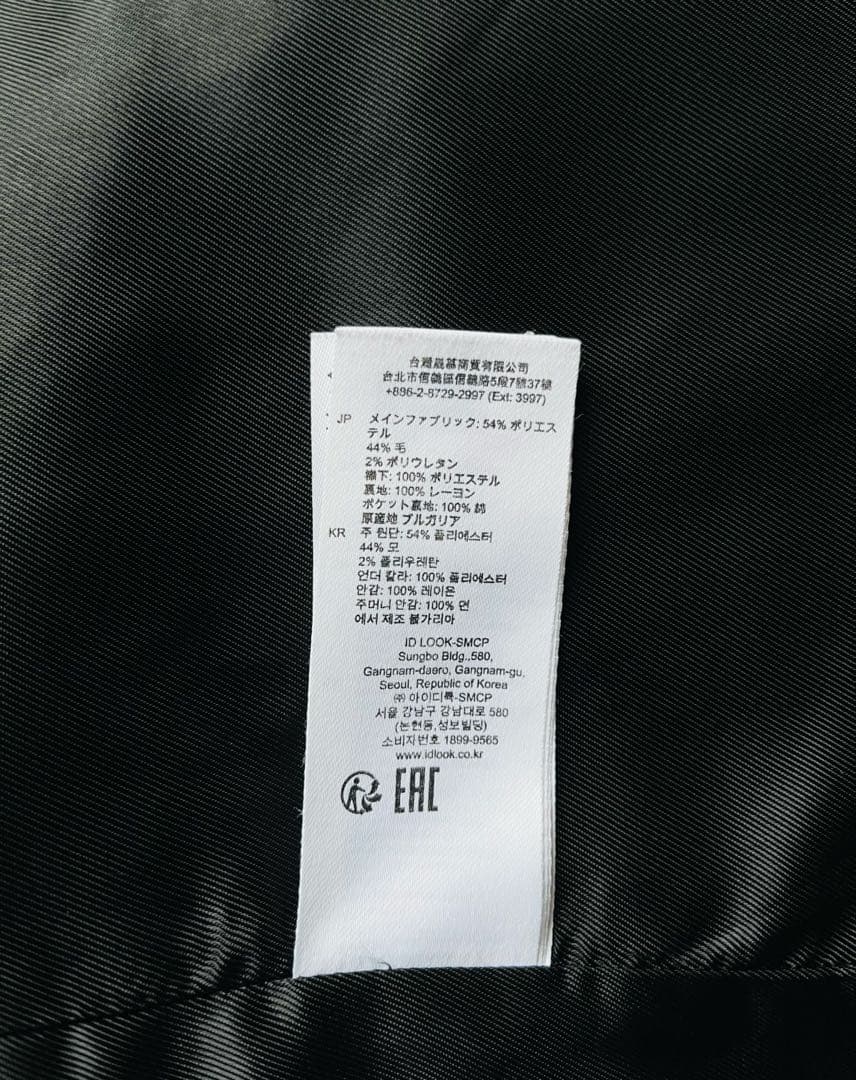 台灣晟碁商貿有限公司
台北市信義區信義路5段7號37樓
+886-2-8729-2997 (Ext: 3997)
JP メインファブリック: 54% ポリエス
テル
44% 毛
2% ポリウレタン
襟下: 100% ポリエステル
裏地: 100% レーヨン
ポケット裏地: 100% 綿
原産地 ブルガリア
KR 주 원단: 54% 폴리에스터
44% 모
2% 폴리우레탄
언더 칼라: 100% 폴리에스터
안감: 100% 레이온
주머니 안감: 100% 면
에서 제조 불가리아
ID LOOK-SMCP
Sungbo Bldg.,580,
Gangnam-daero, Gangnam-gu,
Seoul, Republic of Korea
㈜ 아이디룩-SMCP
서울 강남구 강남대로 580
(논현동,성보빌딩)
소비자번호 1899-9565
www.idlook.co.kr
EAC